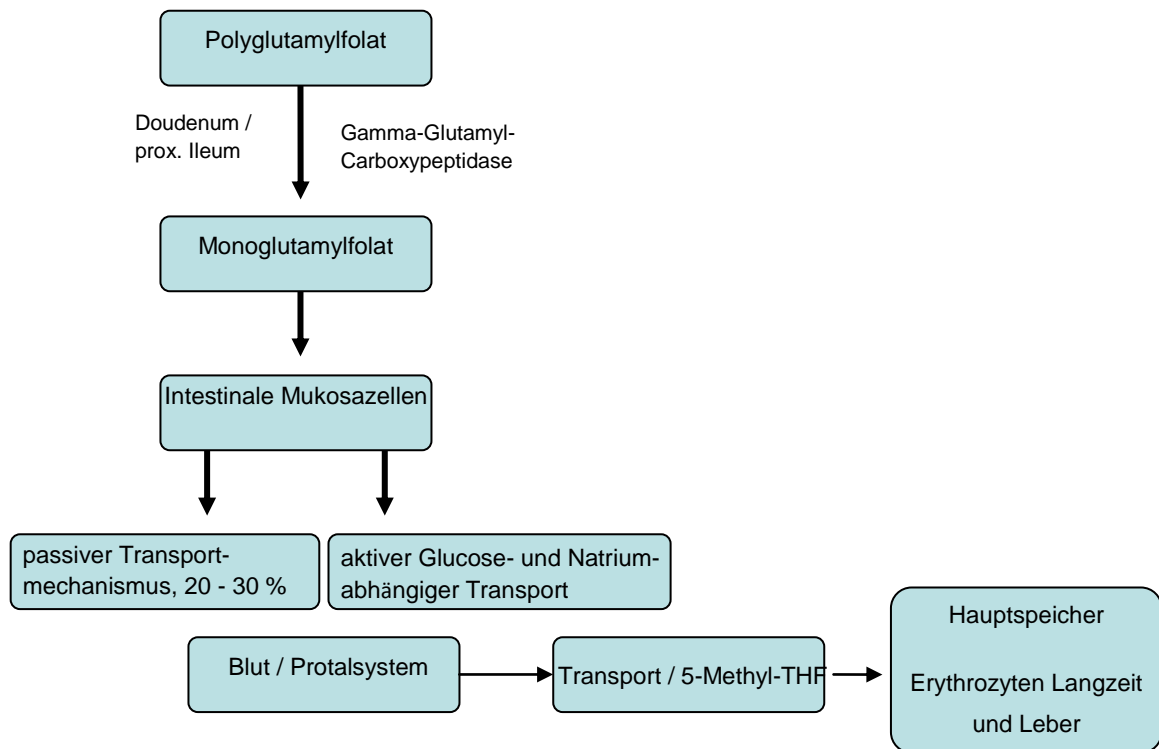 Polyglutamylfolat
Doudenum /
prox. Ileum
Gamma-Glutamyl-
Carboxypeptidase
Monoglutamylfolat
Intestinale Mukosazellen
passiver Transport-
mechanismus, 20 - 30 %
aktiver Glucose- und Natrium-
abhängiger Transport
Blut / Protalsystem
Transport / 5-Methyl-THF
Hauptspeicher
Erythrozyten Langzeit
und Leber